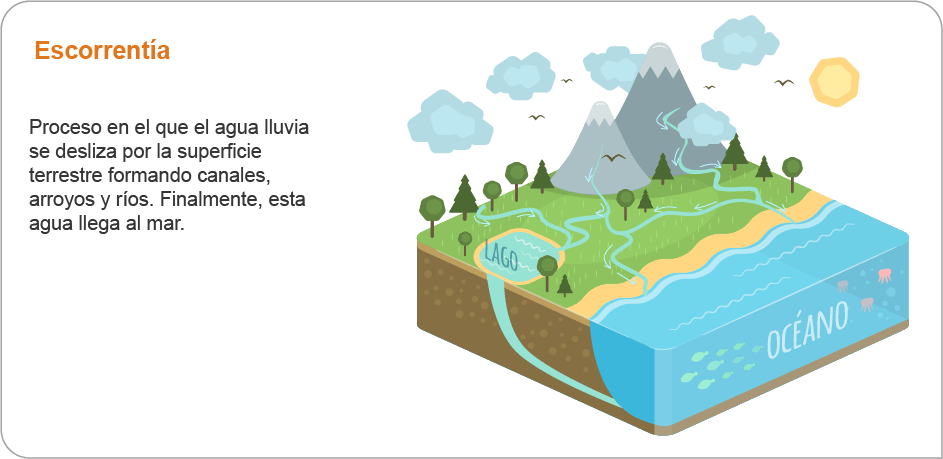 Escorrentía
Proceso en el que el agua lluvia
se desliza por la superficie
terrestre formando canales,
arroyos y ríos. Finalmente, esta
agua llega al mar.
LAGO
OCÉANO